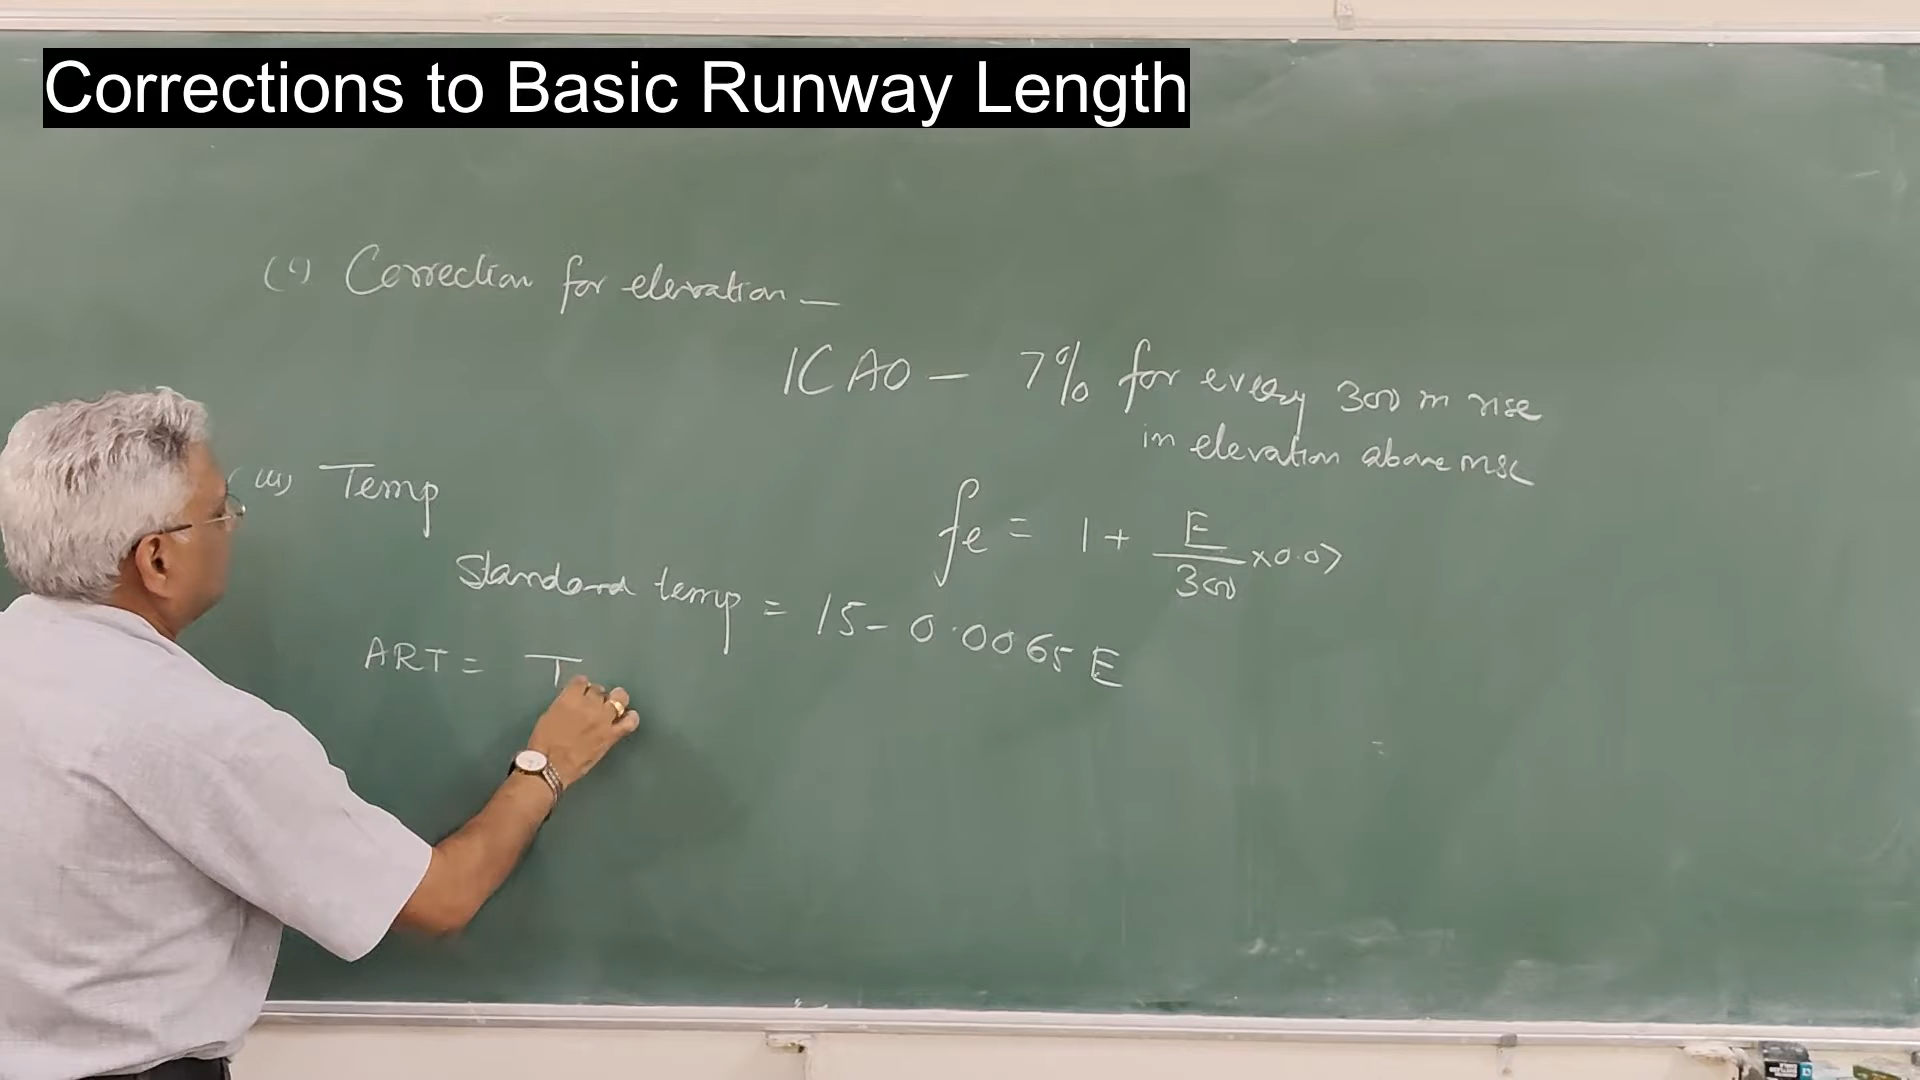 Corrections to Basic Runway Length
(i) Correction for elevation —
ICAO — 7% for every 300 m rise
in elevation above msl
fe = 1 + E/300 x 0.07
(ii) Temp
Standard temp = 15 - 0.0065 E
ART = T